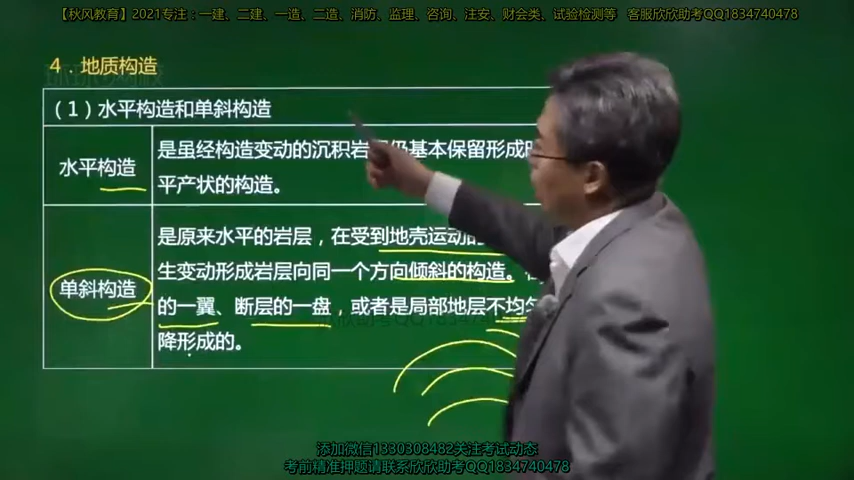 【秋风教育】2021专注：一建、二建、一造、二造、消防、监理、咨询、注安、财会类、试验检测等 客服欣欣助考QQ1834740478
4．地质构造
（1）水平构造和单斜构造
水平构造
是虽经构造变动的沉积岩 仍基本保留形成时
平产状的构造。
单斜构造
是原来水平的岩层，在受到地壳运动的
生变动形成岩层向同一个方向倾斜的构造。
的一翼、断层的一盘，或者是局部地层不均匀
降形成的。
添加微信1330308482关注考试动态
考前精准押题请联系欣欣助考QQ1834740478